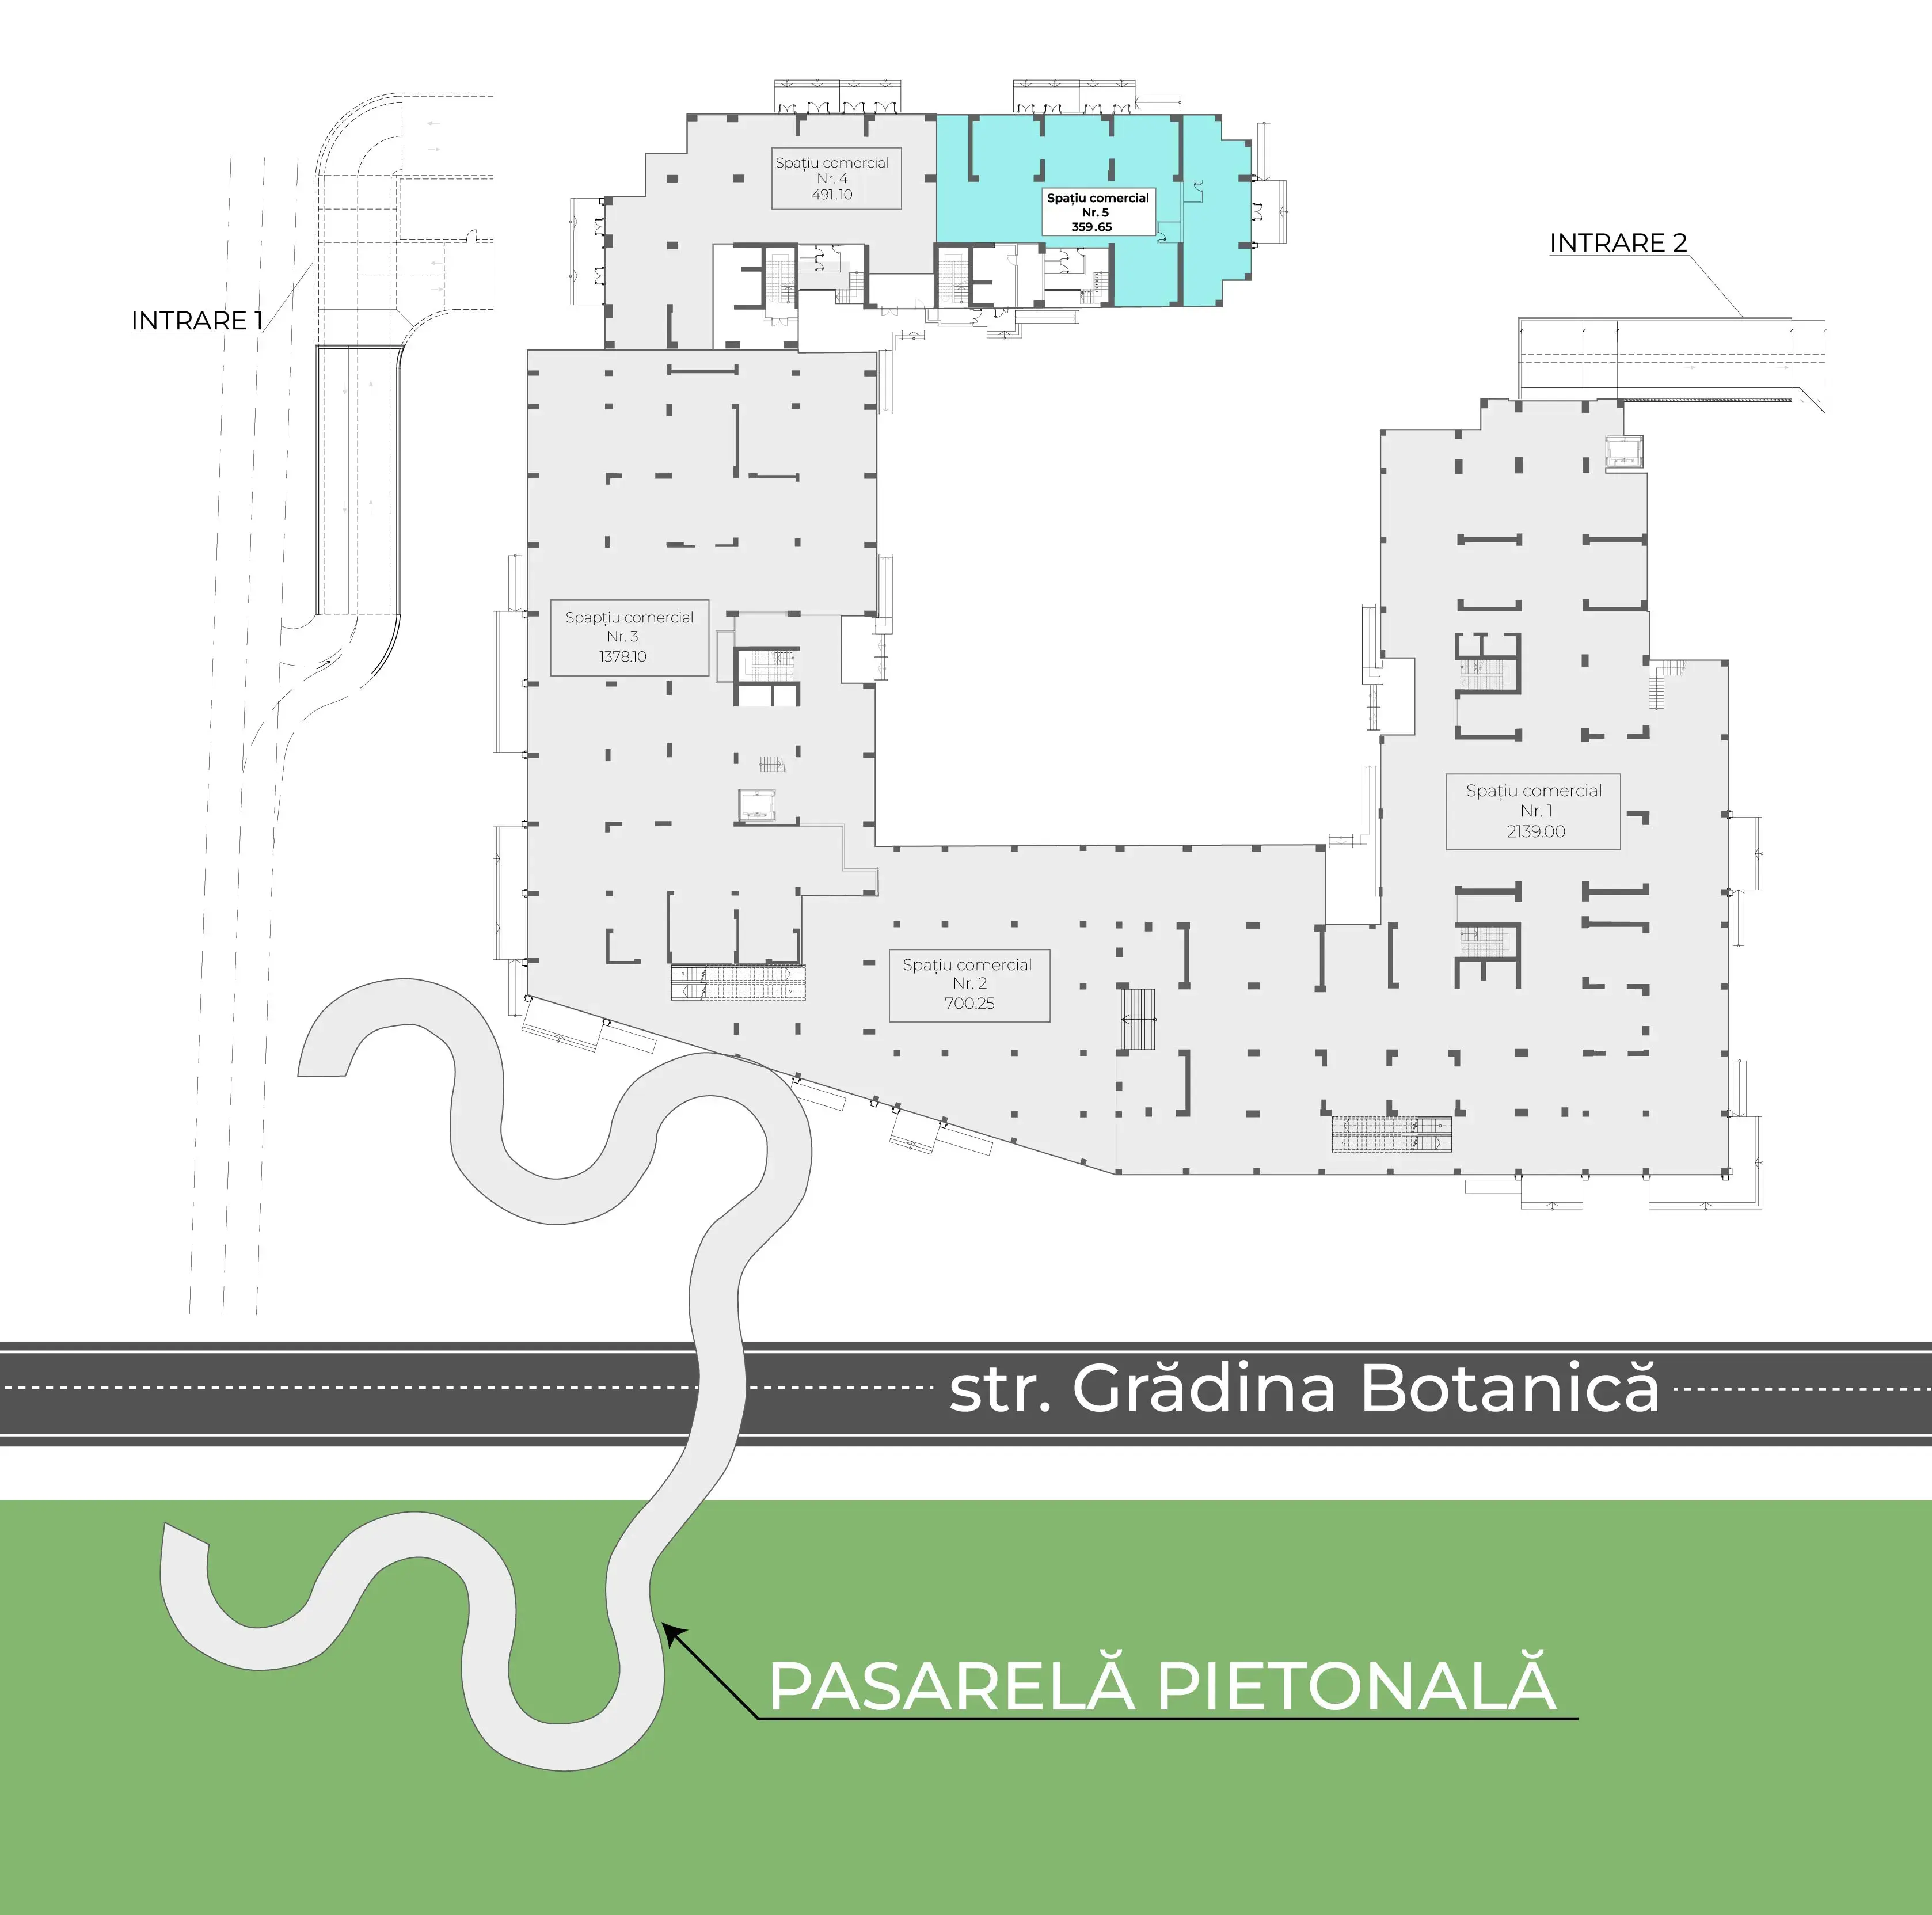 Spațiu comercial
Nr. 4
491.10
Spațiu comercial
Nr. 5
359.65
INTRARE 2
INTRARE 1
Spapțiu comercial
Nr. 3
1378.10
Spațiu comercial
Nr. 1
2139.00
Spațiu comercial
Nr. 2
700.25
str. Grădina Botanică
PASARELĂ PIETONALĂ